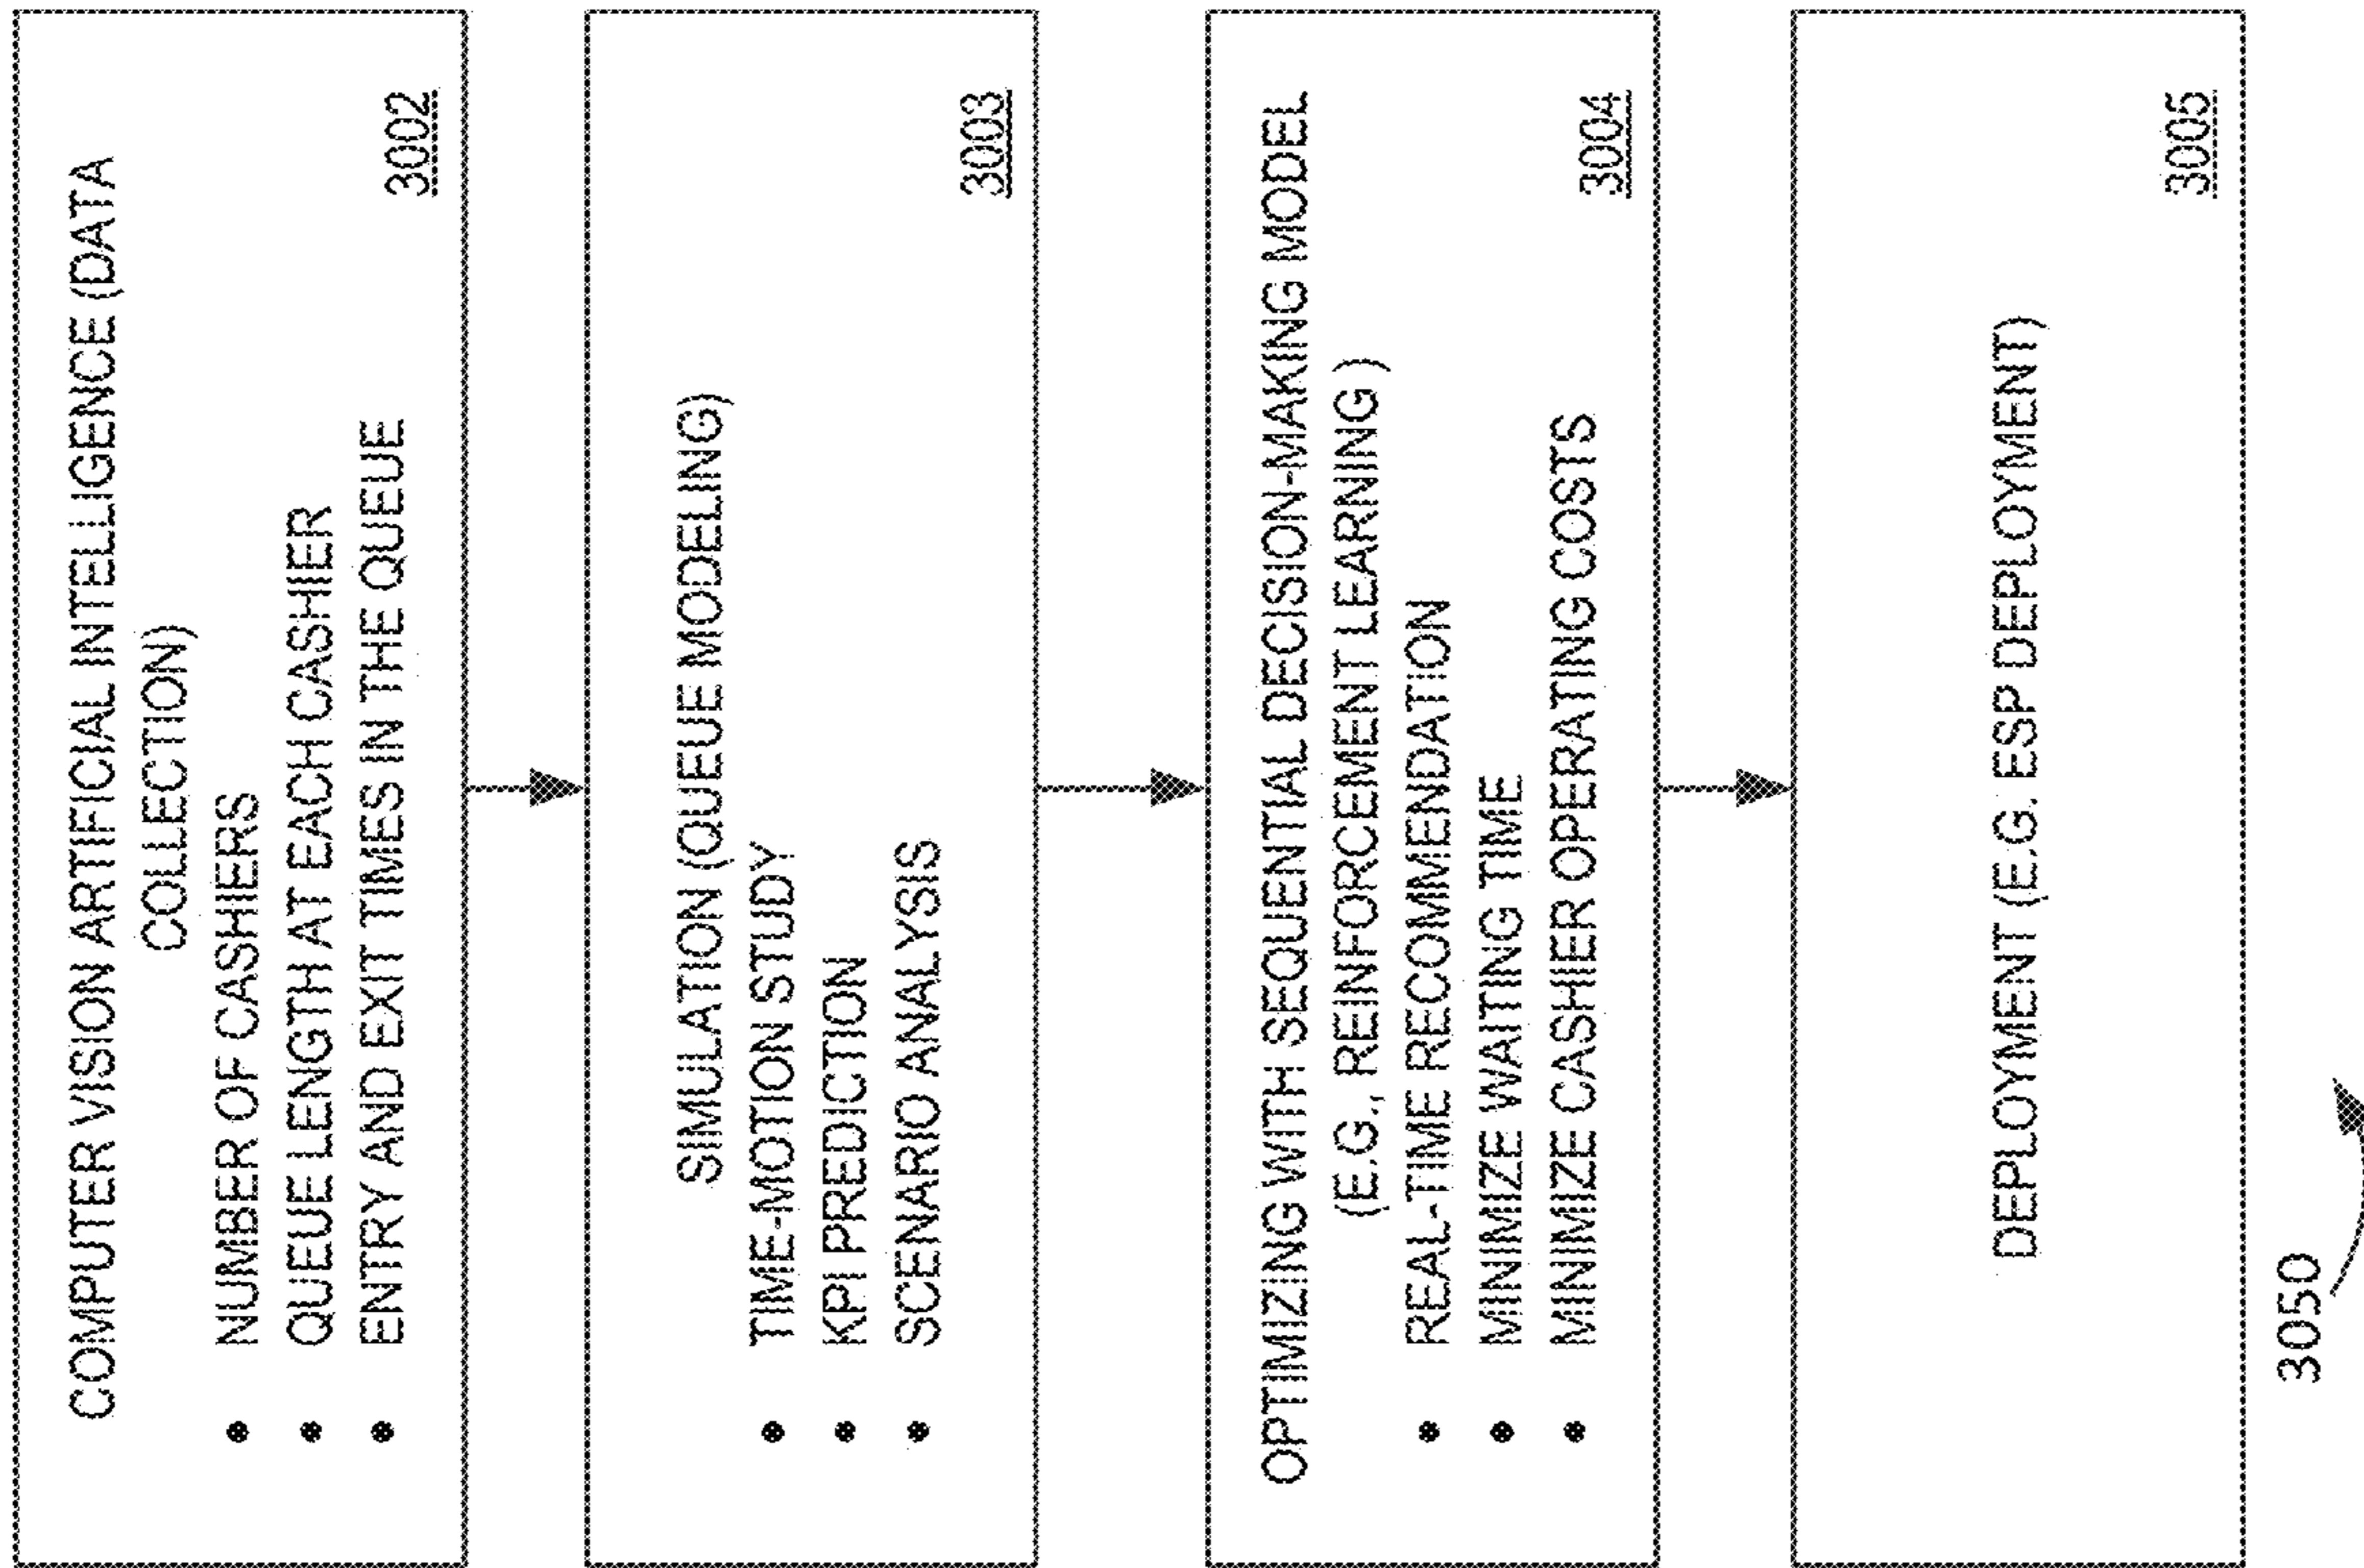 COMPUTER VISION ARTIFICIAL INTELLIGENCE (DATA
COLLECTION)
• NUMBER OF CASHIERS
• QUEUE LENGTH AT EACH CASHIER
• ENTRY AND EXIT TIMES IN THE QUEUE
3002
SIMULATION (QUEUE MODELING)
• TIME-MOTION STUDY
• KPI PREDICTION
• SCENARIO ANALYSIS
3003
OPTIMIZING WITH SEQUENTIAL DECISION-MAKING MODEL
(E.G., REINFORCEMENT LEARNING )
• REAL-TIME RECOMMENDATION
• MINIMIZE WAITING TIME
• MINIMIZE CASHIER OPERATING COSTS
3004
DEPLOYMENT (E.G. ESP DEPLOYMENT)
3005
3050